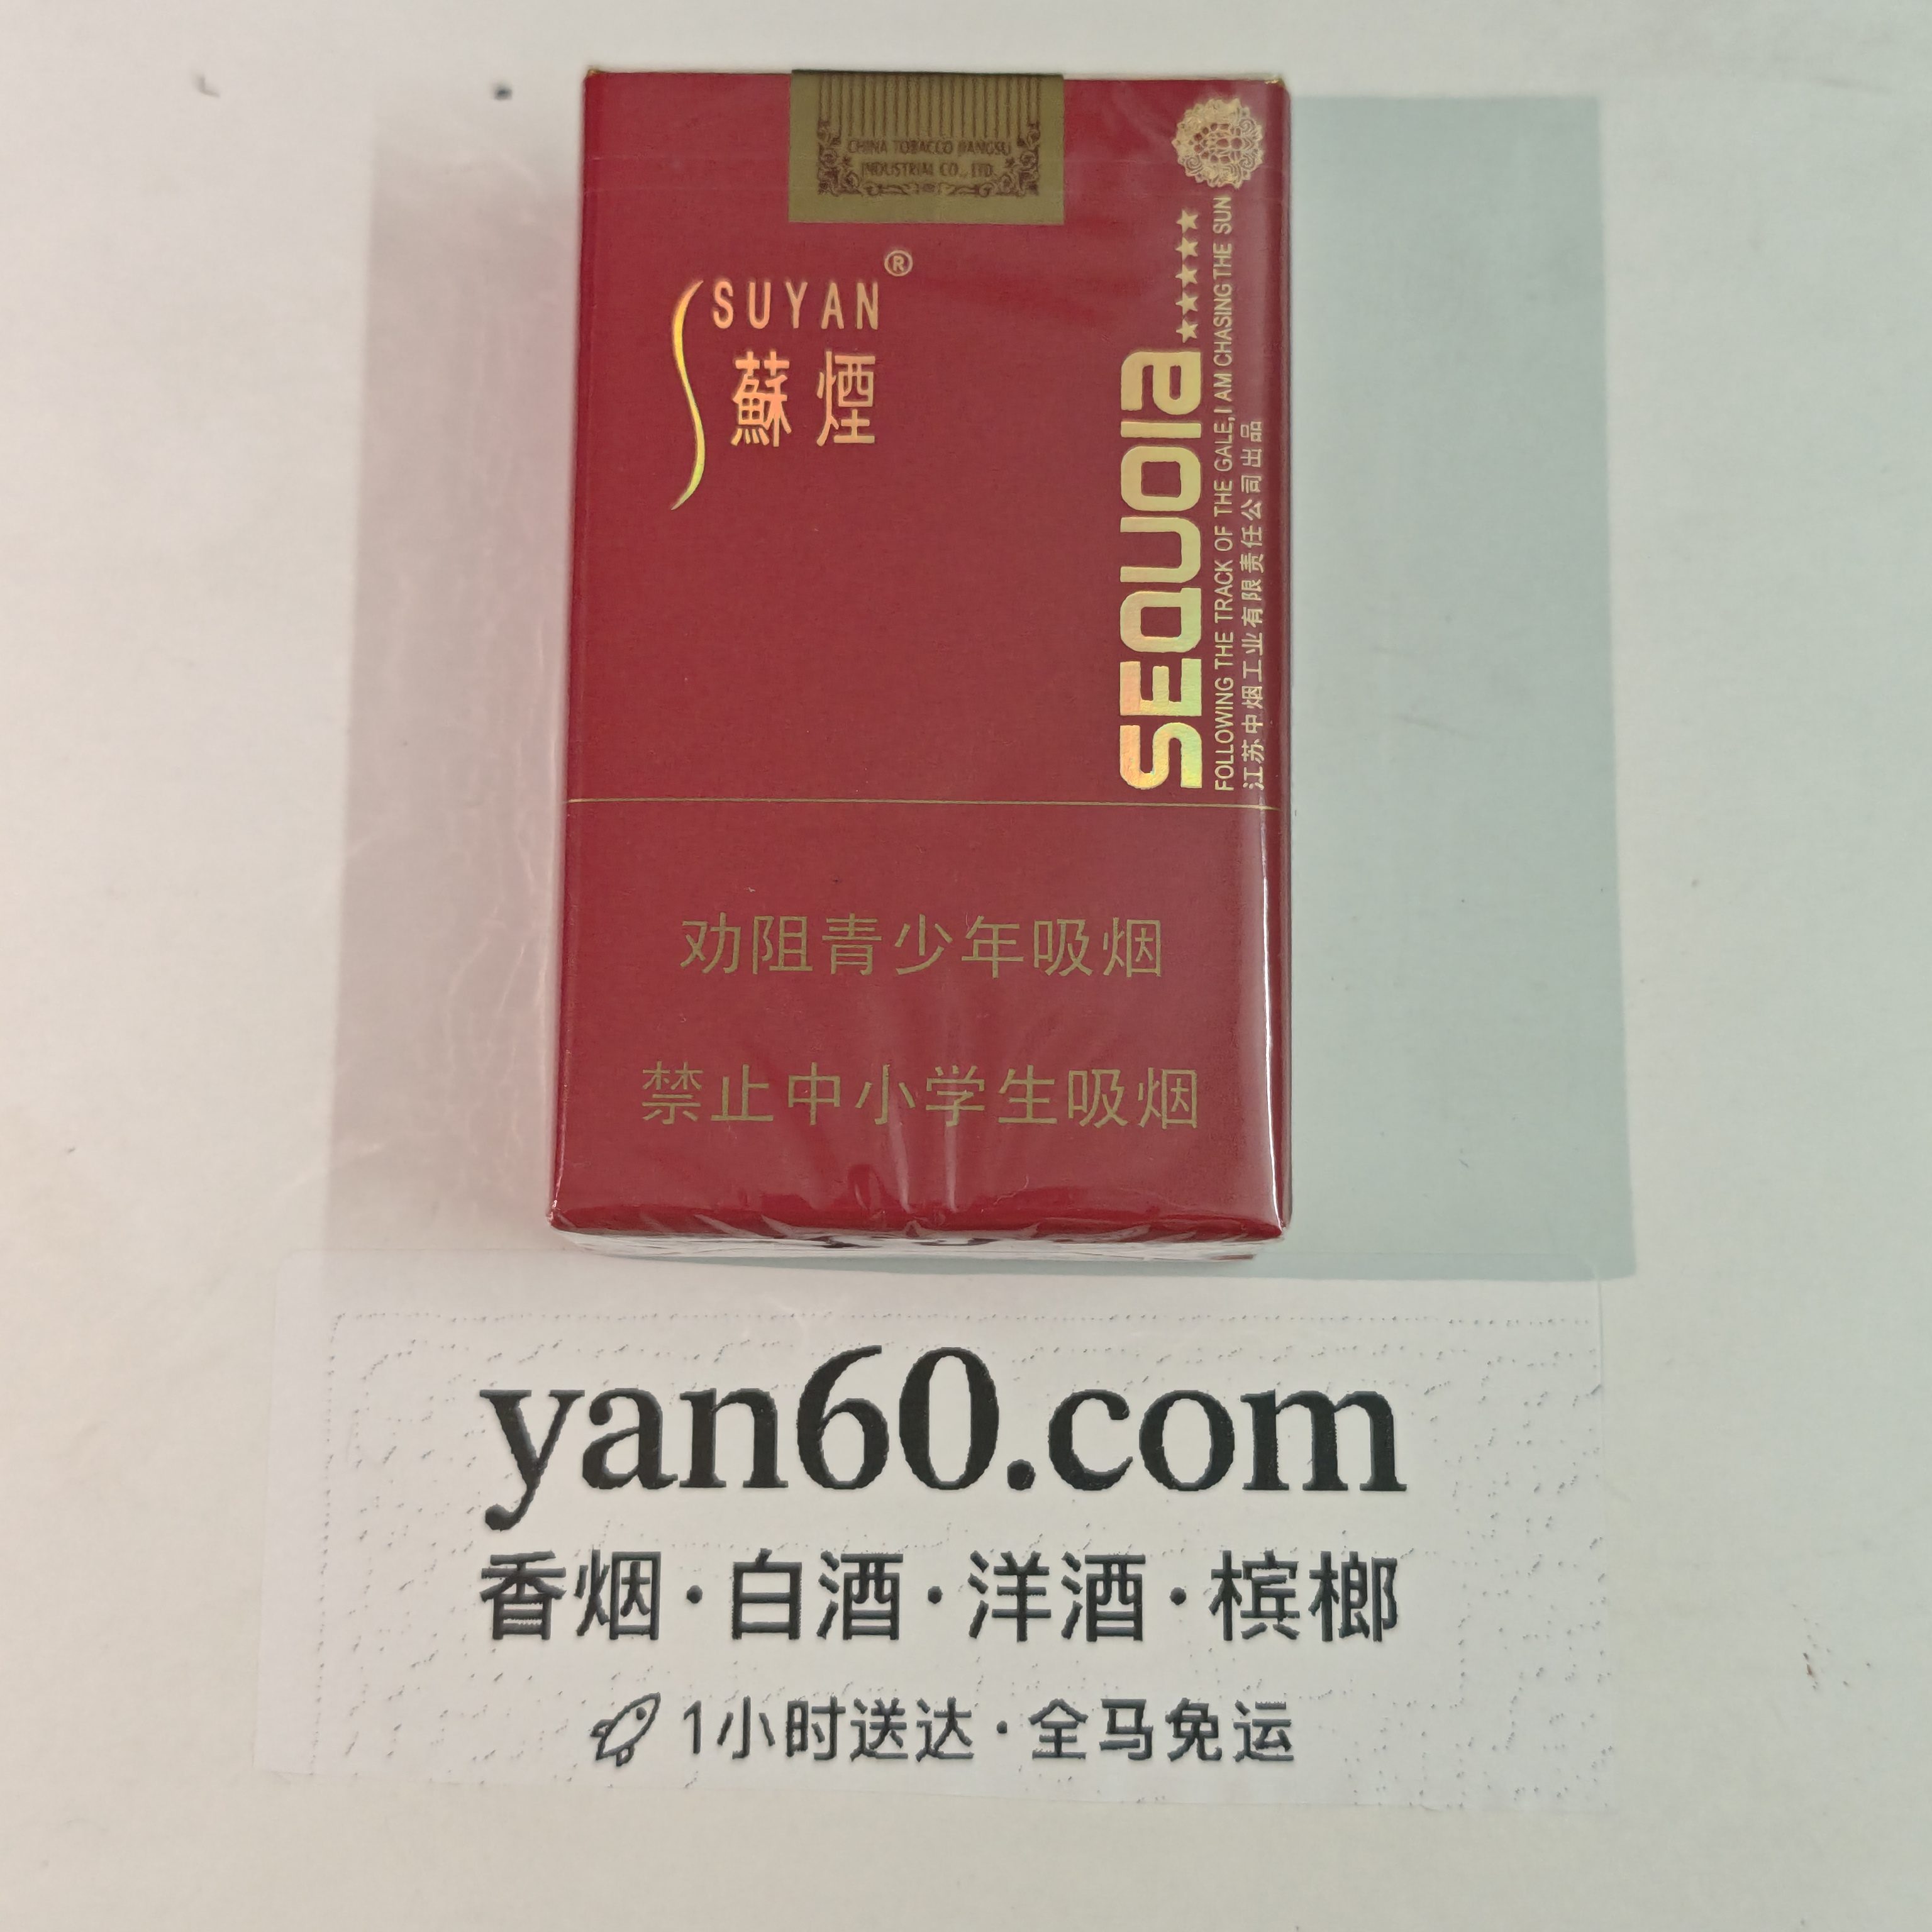 CHINA TOBACCO JIANGSU
INDUSTRIAL CO., LTD.
SUYAN®
蘇煙
SEQUOIA★★★★★
FOLLOWING THE TRACK OF THE GALE,I AM CHASING THE SUN
江苏中烟工业有限责任公司出品
劝阻青少年吸烟
禁止中小学生吸烟
yan60.com
香烟·白酒·洋酒·槟榔
1小时送达·全马免运